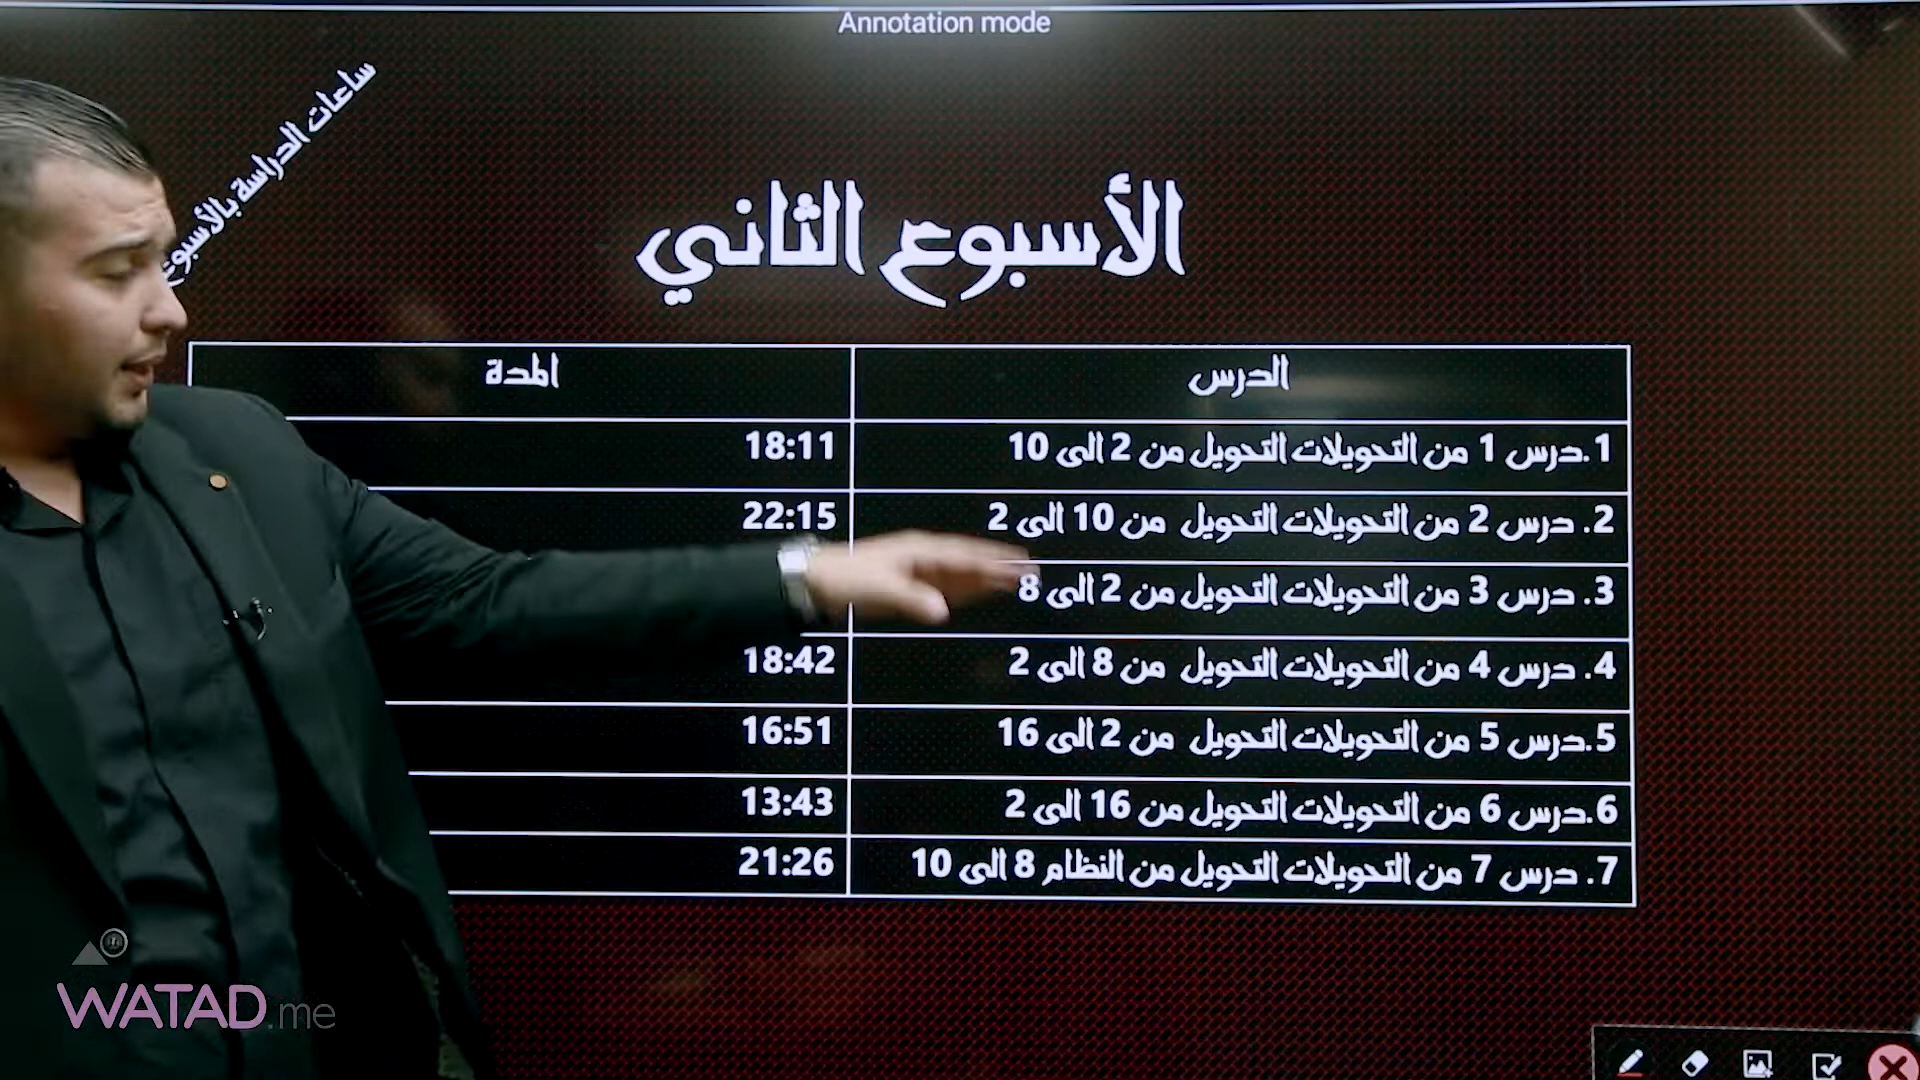 Annotation mode
ساعات الدراسة بالأسبوع
الأسبوع الثاني
الدرس المدة
1.درس 1 من التحويلات التحويل من 2 الى 10 18:11
2. درس 2 من التحويلات التحويل من 10 الى 2 22:15
3. درس 3 من التحويلات التحويل من 2 الى 8
4. درس 4 من التحويلات التحويل من 8 الى 2 18:42
5.درس 5 من التحويلات التحويل من 2 الى 16 16:51
6.درس 6 من التحويلات التحويل من 16 الى 2 13:43
7. درس 7 من التحويلات التحويل من النظام 8 الى 10 21:26
WATAD.me